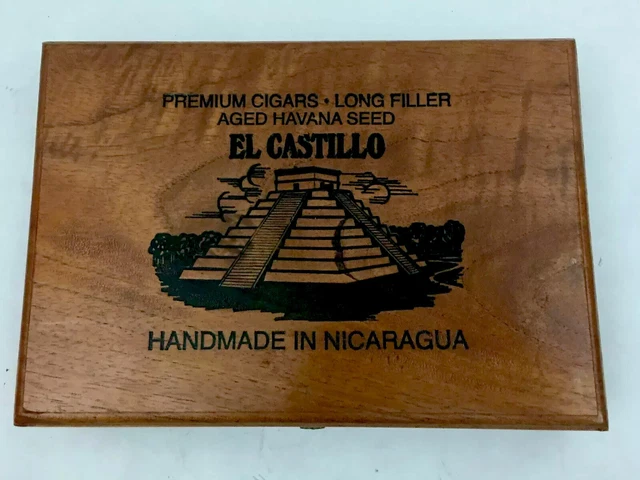 PREMIUM CIGARS • LONG FILLER
AGED HAVANA SEED
EL CASTILLO
HANDMADE IN NICARAGUA